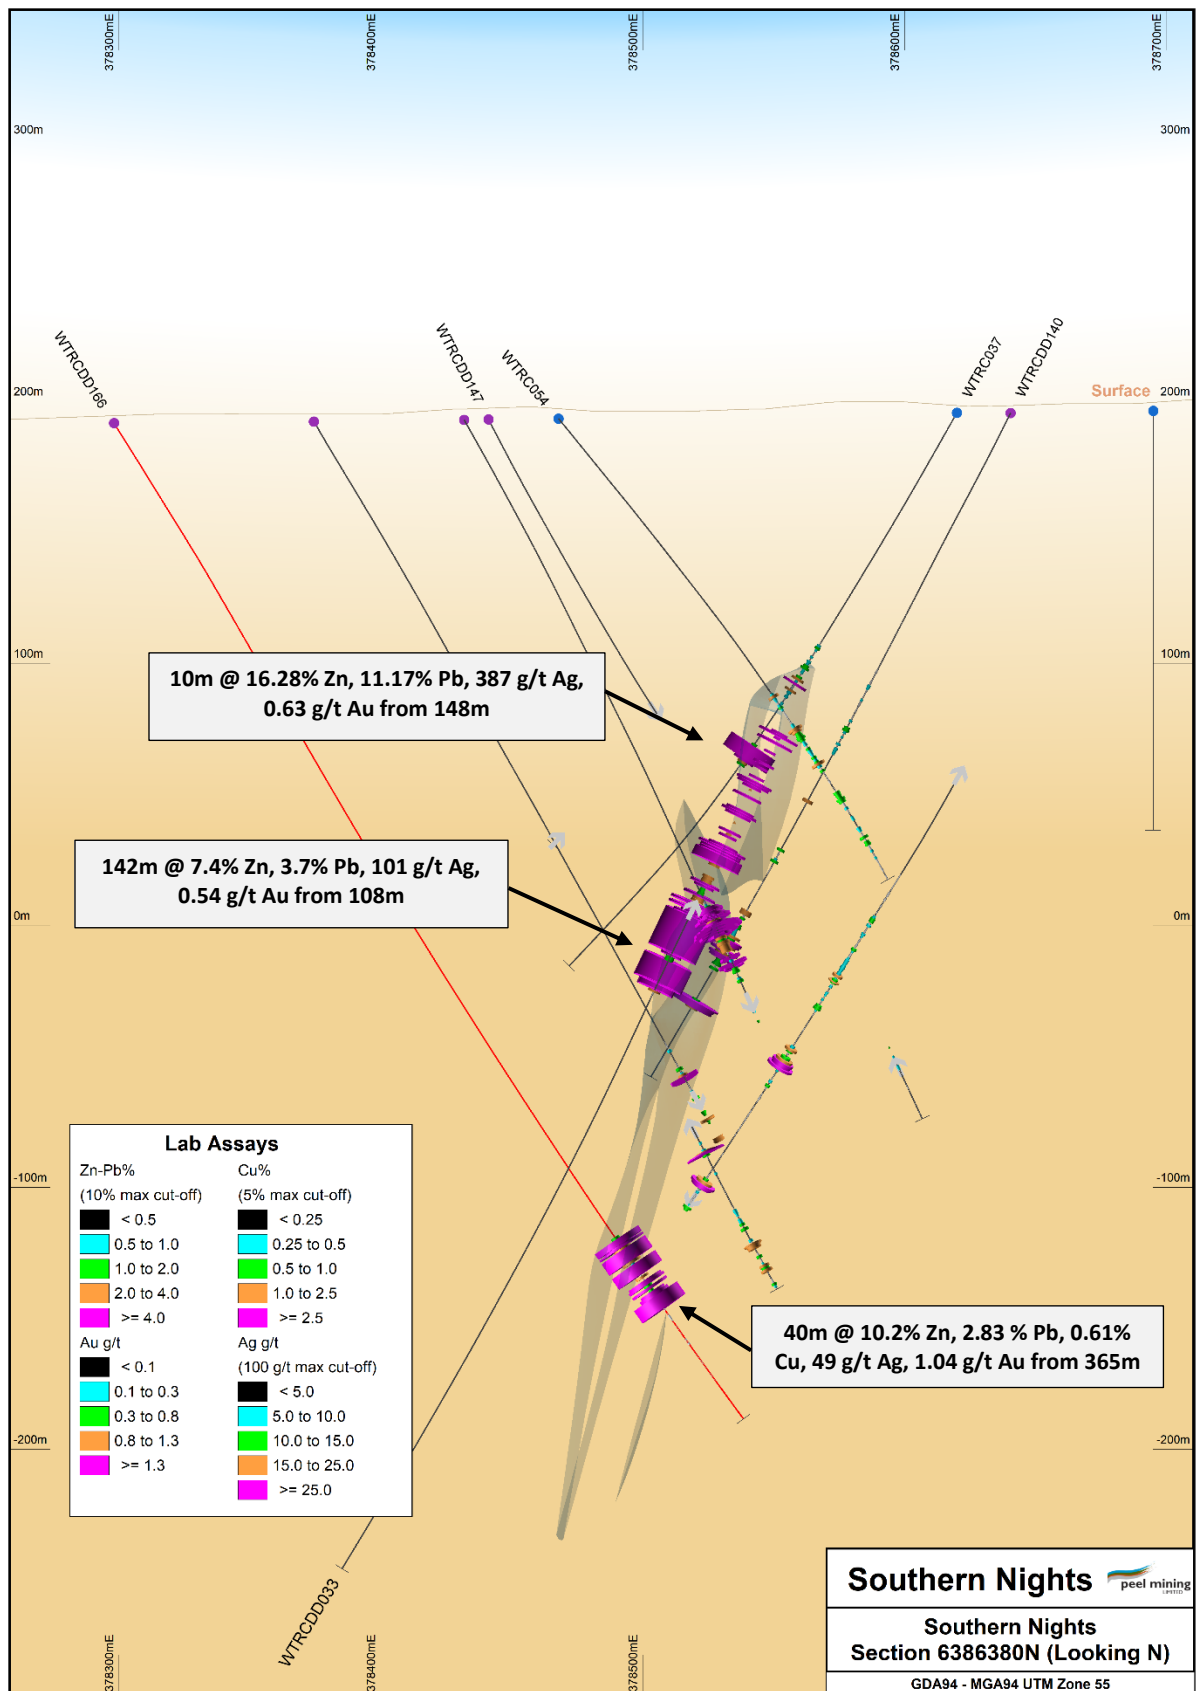 378300mE
378400mE
378500mE
378600mE
378700mE
300m
300m
WTRCDD166
WTRCDD147
WTRC054
WTRC037
WTRCDD140
200m
Surface
200m
100m
100m
10m @ 16.28% Zn, 11.17% Pb, 387 g/t Ag,
0.63 g/t Au from 148m
142m @ 7.4% Zn, 3.7% Pb, 101 g/t Ag,
0.54 g/t Au from 108m
0m
0m
Lab Assays
Zn-Pb%
Cu%
(10% max cut-off)
(5% max cut-off)
< 0.5
< 0.25
0.5 to 1.0
0.25 to 0.5
1.0 to 2.0
0.5 to 1.0
2.0 to 4.0
1.0 to 2.5
>= 4.0
>= 2.5
Au g/t
Ag g/t
< 0.1
(100 g/t max cut-off)
0.1 to 0.3
< 5.0
0.3 to 0.8
5.0 to 10.0
0.8 to 1.3
10.0 to 15.0
>= 1.3
15.0 to 25.0
>= 25.0
-100m
-100m
40m @ 10.2% Zn, 2.83 % Pb, 0.61%
Cu, 49 g/t Ag, 1.04 g/t Au from 365m
-200m
-200m
WTRCDD033
378300mE
378400mE
378500mE
Southern Nights
peel mining
LIMITED
Southern Nights
Section 6386380N (Looking N)
GDA94 - MGA94 UTM Zone 55